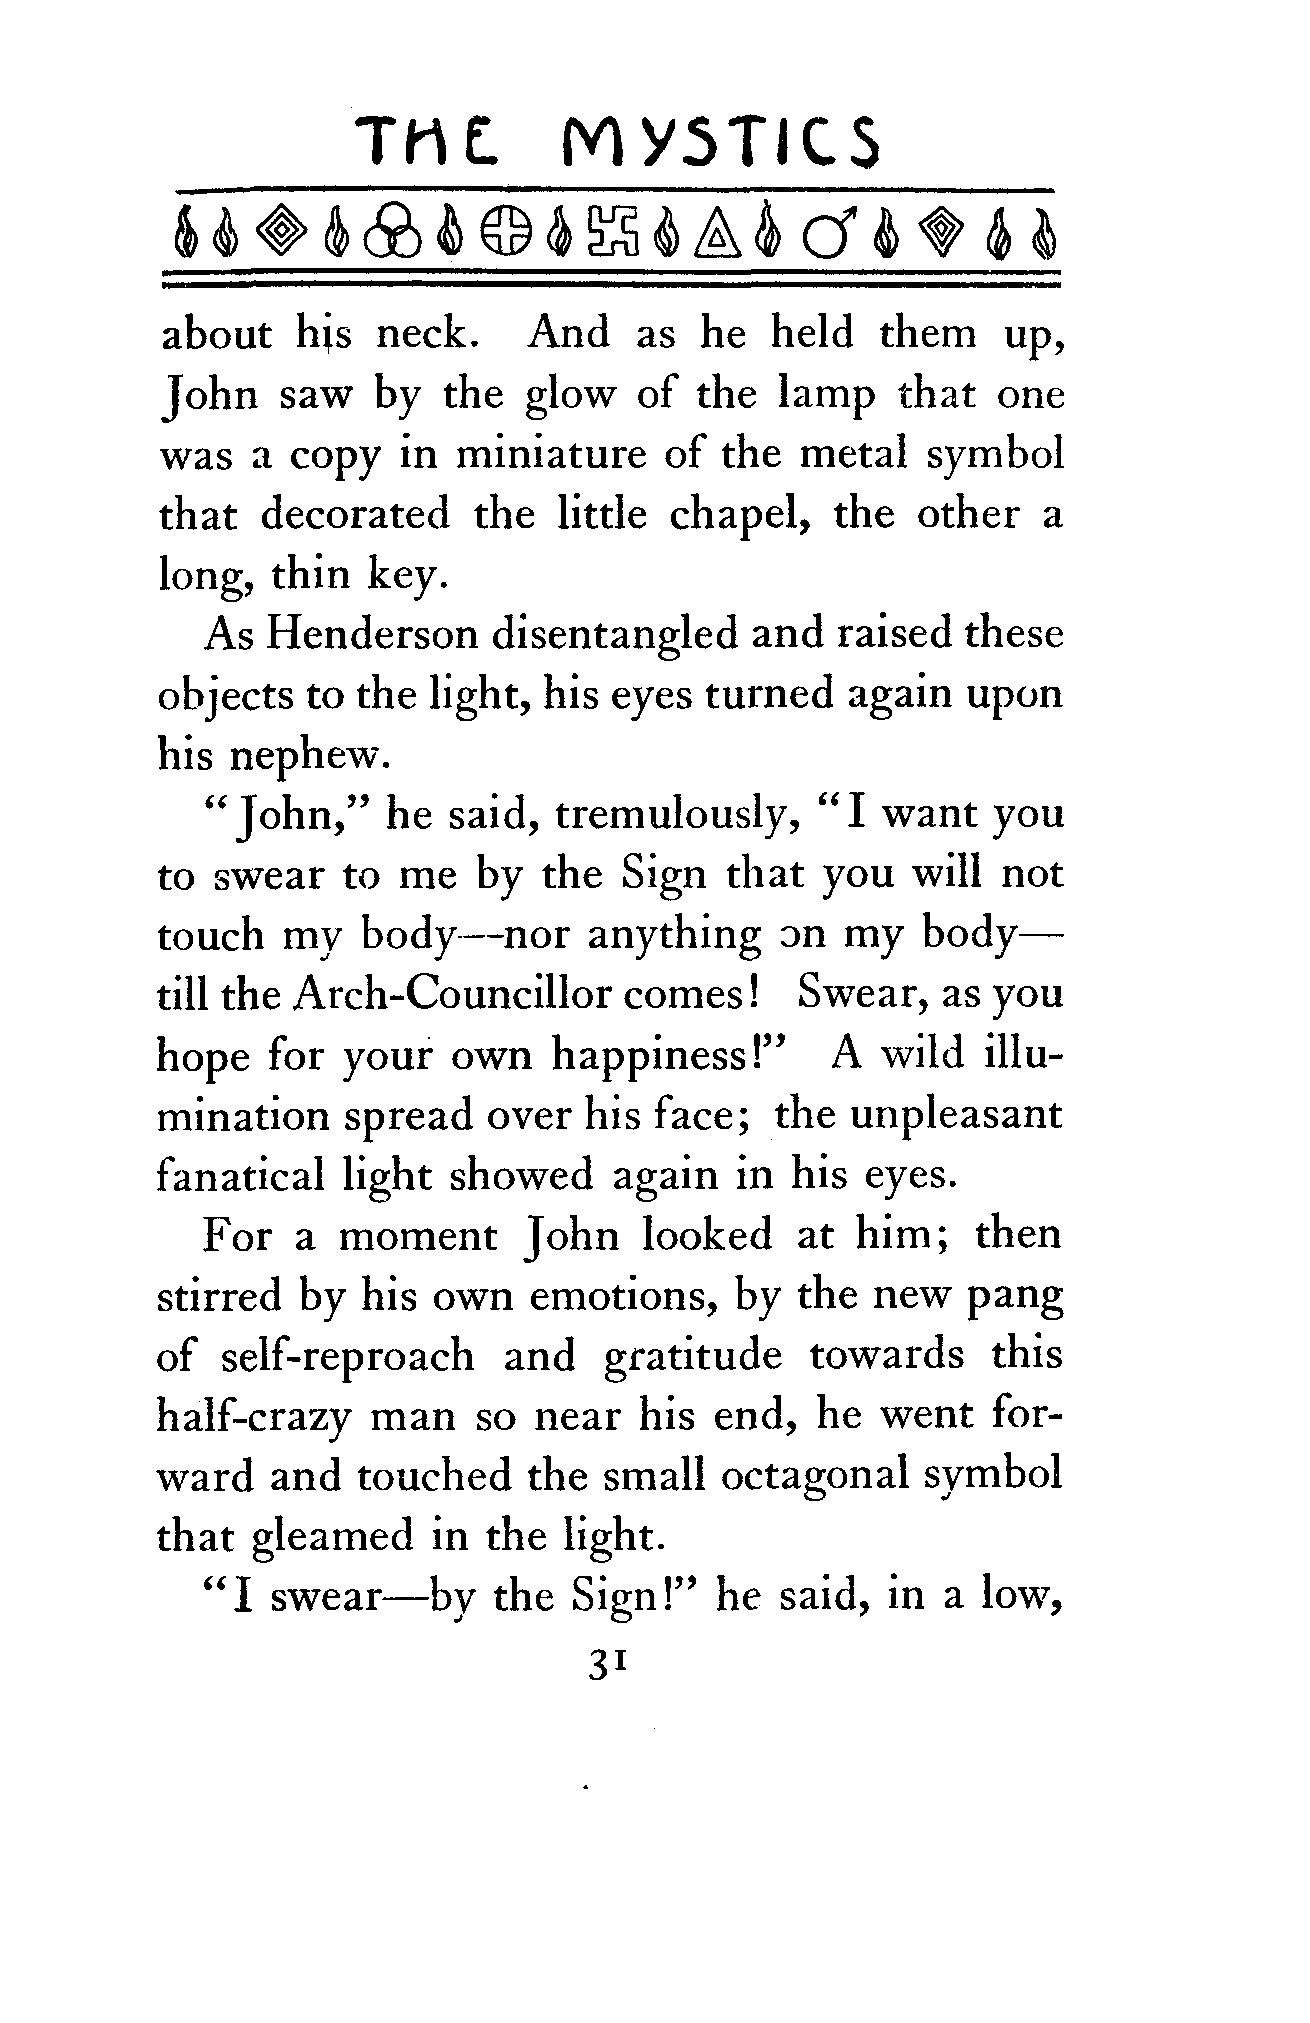 THE MYSTICS
about his neck. And as he held them up,
John saw by the glow of the lamp that one
was a copy in miniature of the metal symbol
that decorated the little chapel, the other a
long, thin key.
As Henderson disentangled and raised these
objects to the light, his eyes turned again upon
his nephew.
“John,” he said, tremulously, “I want you
to swear to me by the Sign that you will not
touch my body—nor anything on my body—
till the Arch-Councillor comes! Swear, as you
hope for your own happiness!” A wild illu-
mination spread over his face; the unpleasant
fanatical light showed again in his eyes.
For a moment John looked at him; then
stirred by his own emotions, by the new pang
of self-reproach and gratitude towards this
half-crazy man so near his end, he went for-
ward and touched the small octagonal symbol
that gleamed in the light.
“I swear—by the Sign!” he said, in a low,
31